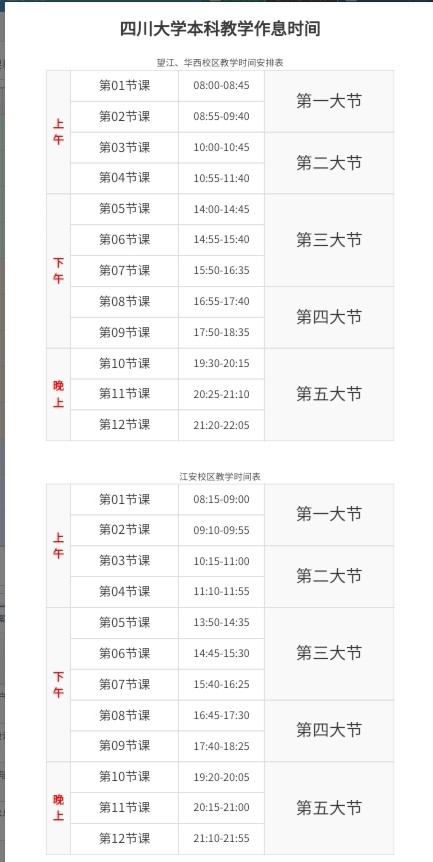 四川大学本科教学作息时间
望江、华西校区教学时间安排表
上午
第01节课 08:00-08:45 第一大节
第02节课 08:55-09:40
第03节课 10:00-10:45 第二大节
第04节课 10:55-11:40
下午
第05节课 14:00-14:45 第三大节
第06节课 14:55-15:40
第07节课 15:50-16:35
第08节课 16:55-17:40 第四大节
第09节课 17:50-18:35
晚上
第10节课 19:30-20:15 第五大节
第11节课 20:25-21:10
第12节课 21:20-22:05
江安校区教学时间表
上午
第01节课 08:15-09:00 第一大节
第02节课 09:10-09:55
第03节课 10:15-11:00 第二大节
第04节课 11:10-11:55
下午
第05节课 13:50-14:35 第三大节
第06节课 14:45-15:30
第07节课 15:40-16:25
第08节课 16:45-17:30 第四大节
第09节课 17:40-18:25
晚上
第10节课 19:20-20:05 第五大节
第11节课 20:15-21:00
第12节课 21:10-21:55